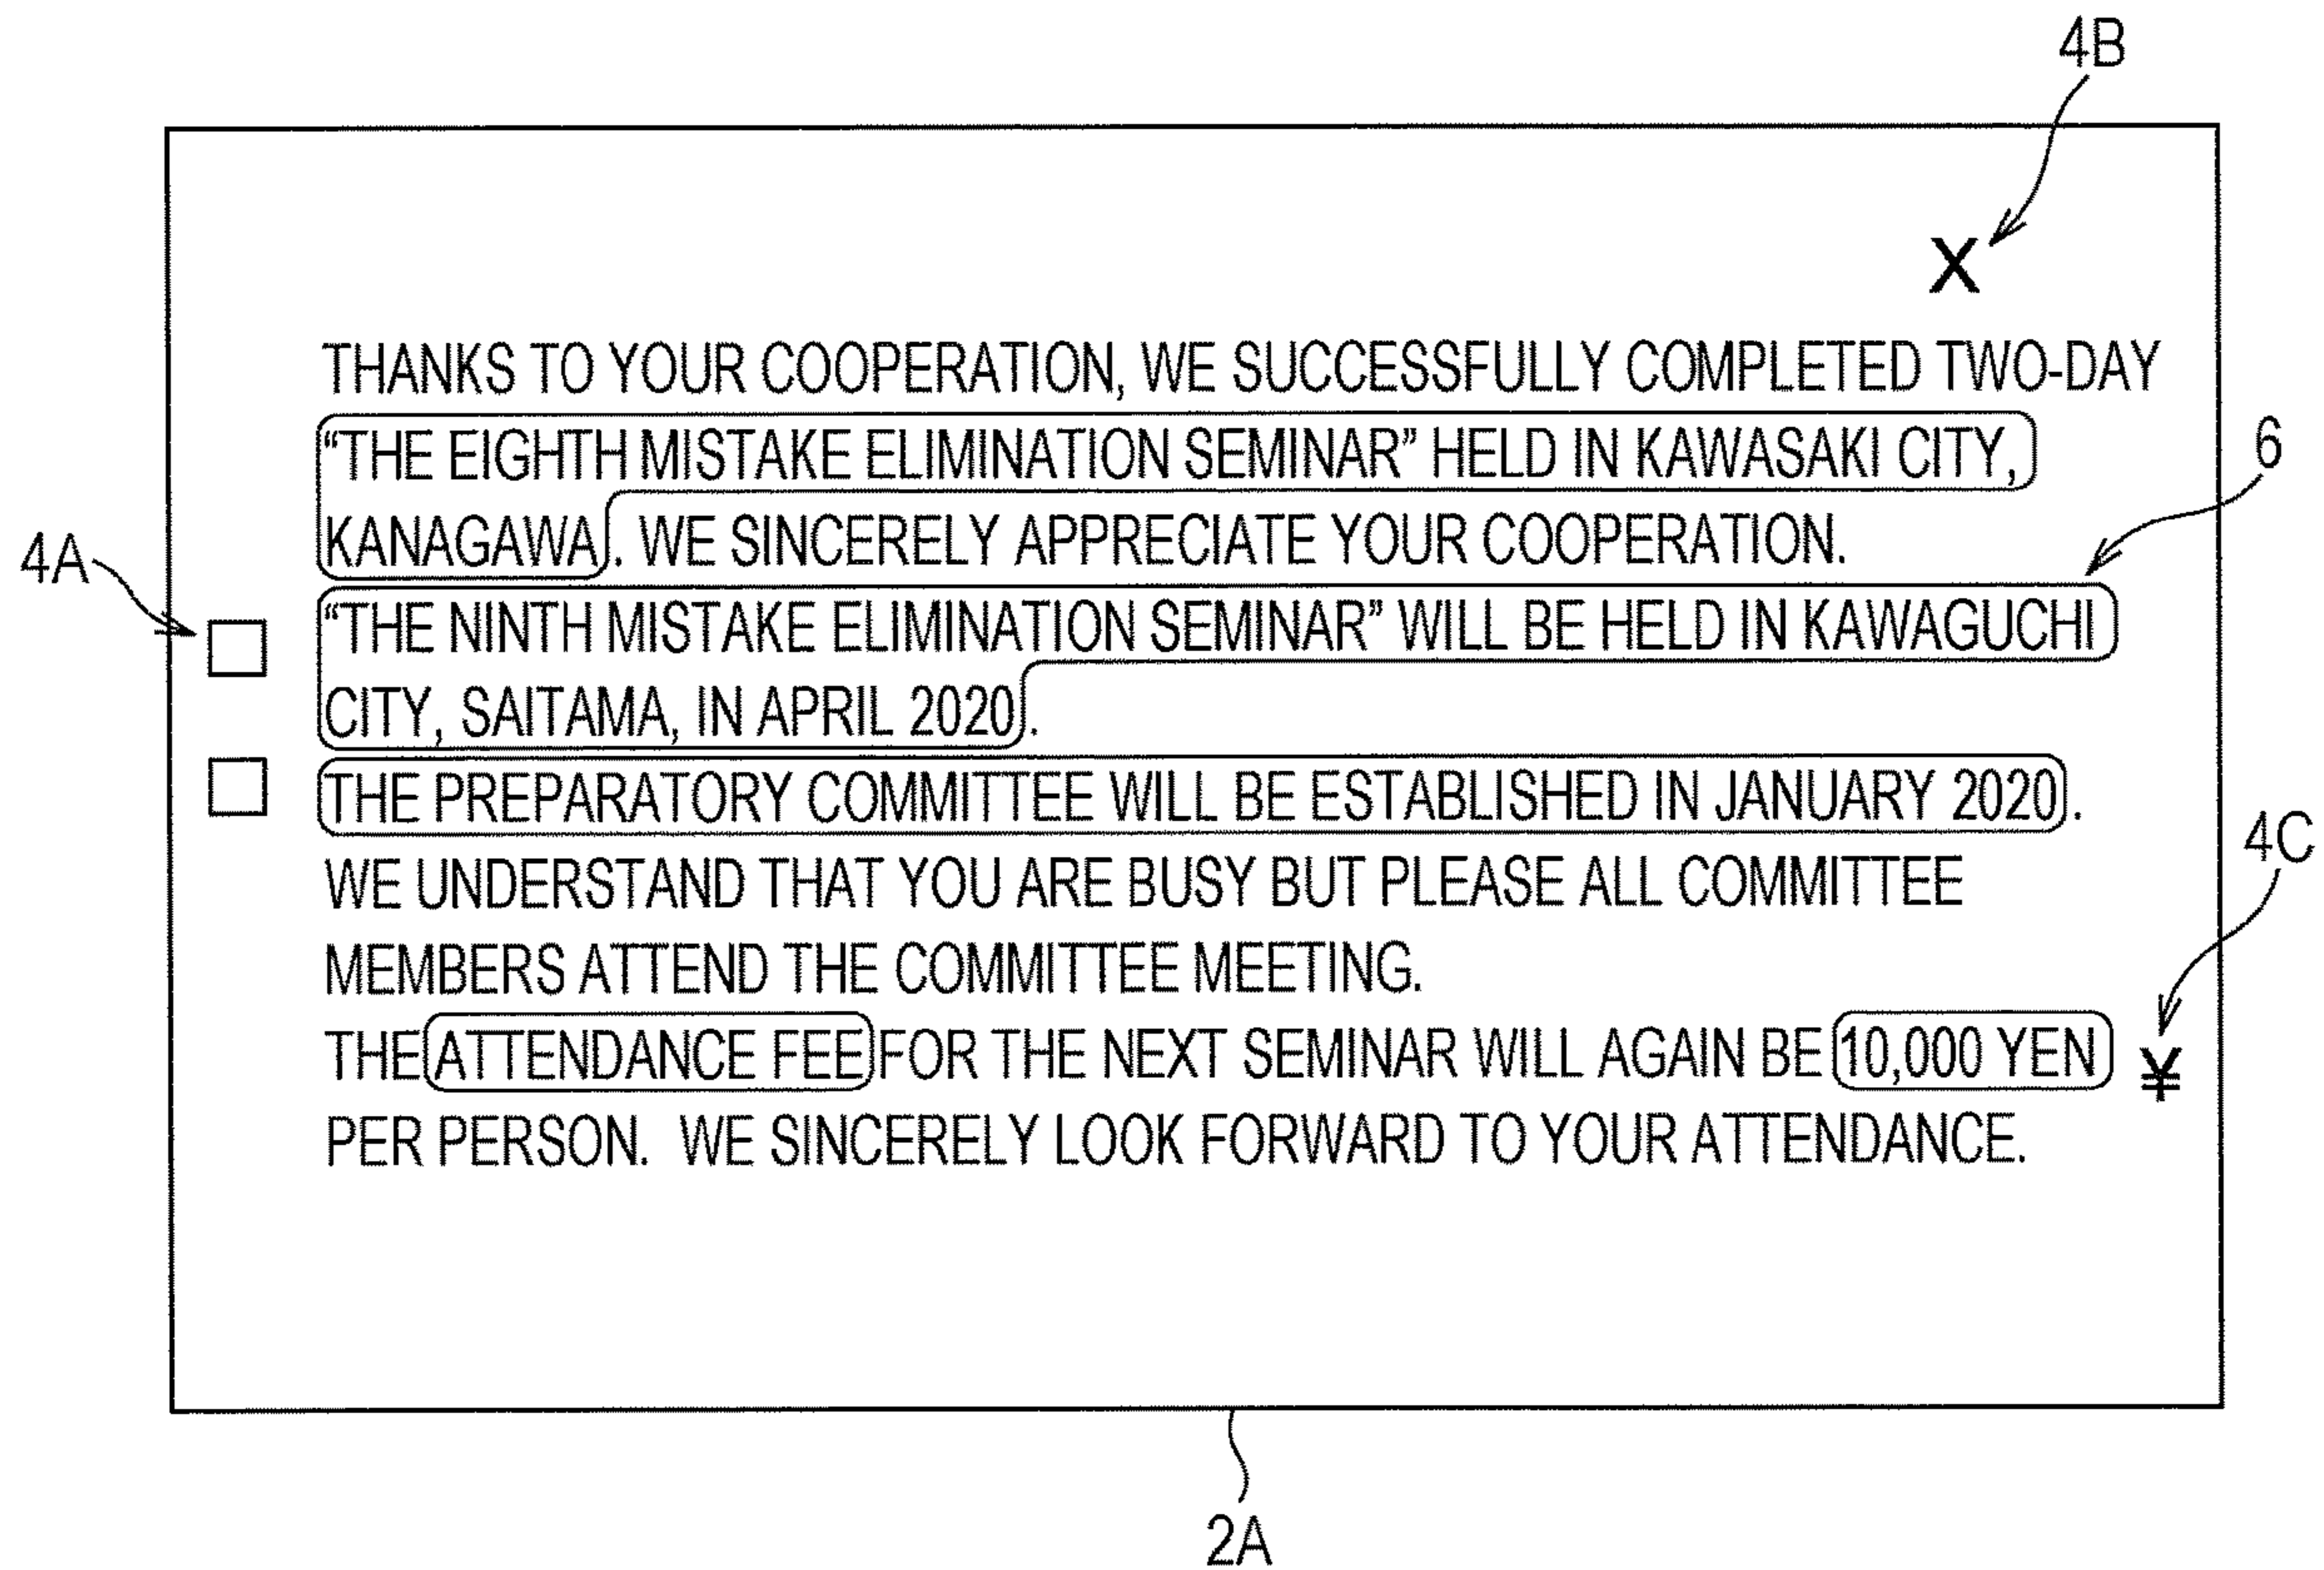 4B
X
THANKS TO YOUR COOPERATION, WE SUCCESSFULLY COMPLETED TWO-DAY
“THE EIGHTH MISTAKE ELIMINATION SEMINAR” HELD IN KAWASAKI CITY,
6
KANAGAWA. WE SINCERELY APPRECIATE YOUR COOPERATION.
4A
“THE NINTH MISTAKE ELIMINATION SEMINAR” WILL BE HELD IN KAWAGUCHI
CITY, SAITAMA, IN APRIL 2020.
THE PREPARATORY COMMITTEE WILL BE ESTABLISHED IN JANUARY 2020.
4C
WE UNDERSTAND THAT YOU ARE BUSY BUT PLEASE ALL COMMITTEE
MEMBERS ATTEND THE COMMITTEE MEETING.
THE ATTENDANCE FEE FOR THE NEXT SEMINAR WILL AGAIN BE 10,000 YEN ¥
PER PERSON. WE SINCERELY LOOK FORWARD TO YOUR ATTENDANCE.
2A